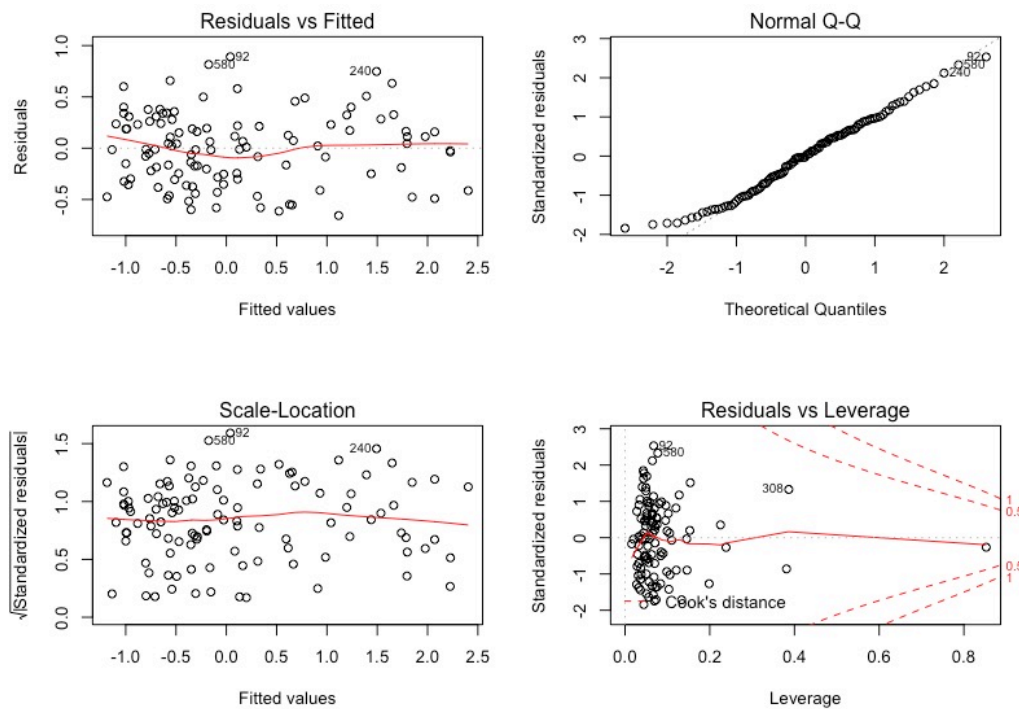 Residuals vs Fitted
Residuals
1.0
0.5
0.0
-0.5
92
580
240
-1.0 -0.5 0.0 0.5 1.0 1.5 2.0 2.5
Fitted values
Normal Q-Q
Standardized residuals
3
2
1
0
-1
-2
92
580
240
-2 -1 0 1 2
Theoretical Quantiles
Scale-Location
√|Standardized residuals|
1.5
1.0
0.5
0.0
92
580
240
-1.0 -0.5 0.0 0.5 1.0 1.5 2.0 2.5
Fitted values
Residuals vs Leverage
Standardized residuals
3
2
1
0
-1
-2
92
580
308
1
0.5
0.5
1
Cook's distance
0.0 0.2 0.4 0.6 0.8
Leverage